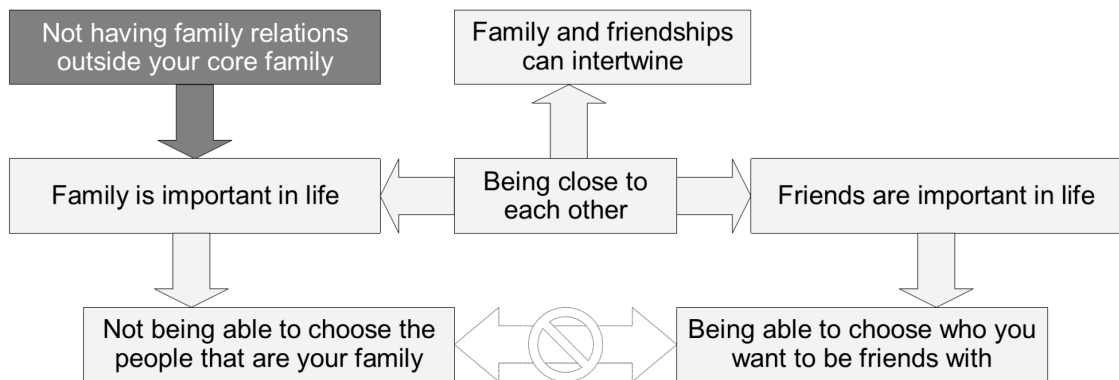 Not having family relations
outside your core family
Family and friendships
can intertwine
Family is important in life
Being close to
each other
Friends are important in life
Not being able to choose the
people that are your family
Being able to choose who you
want to be friends with